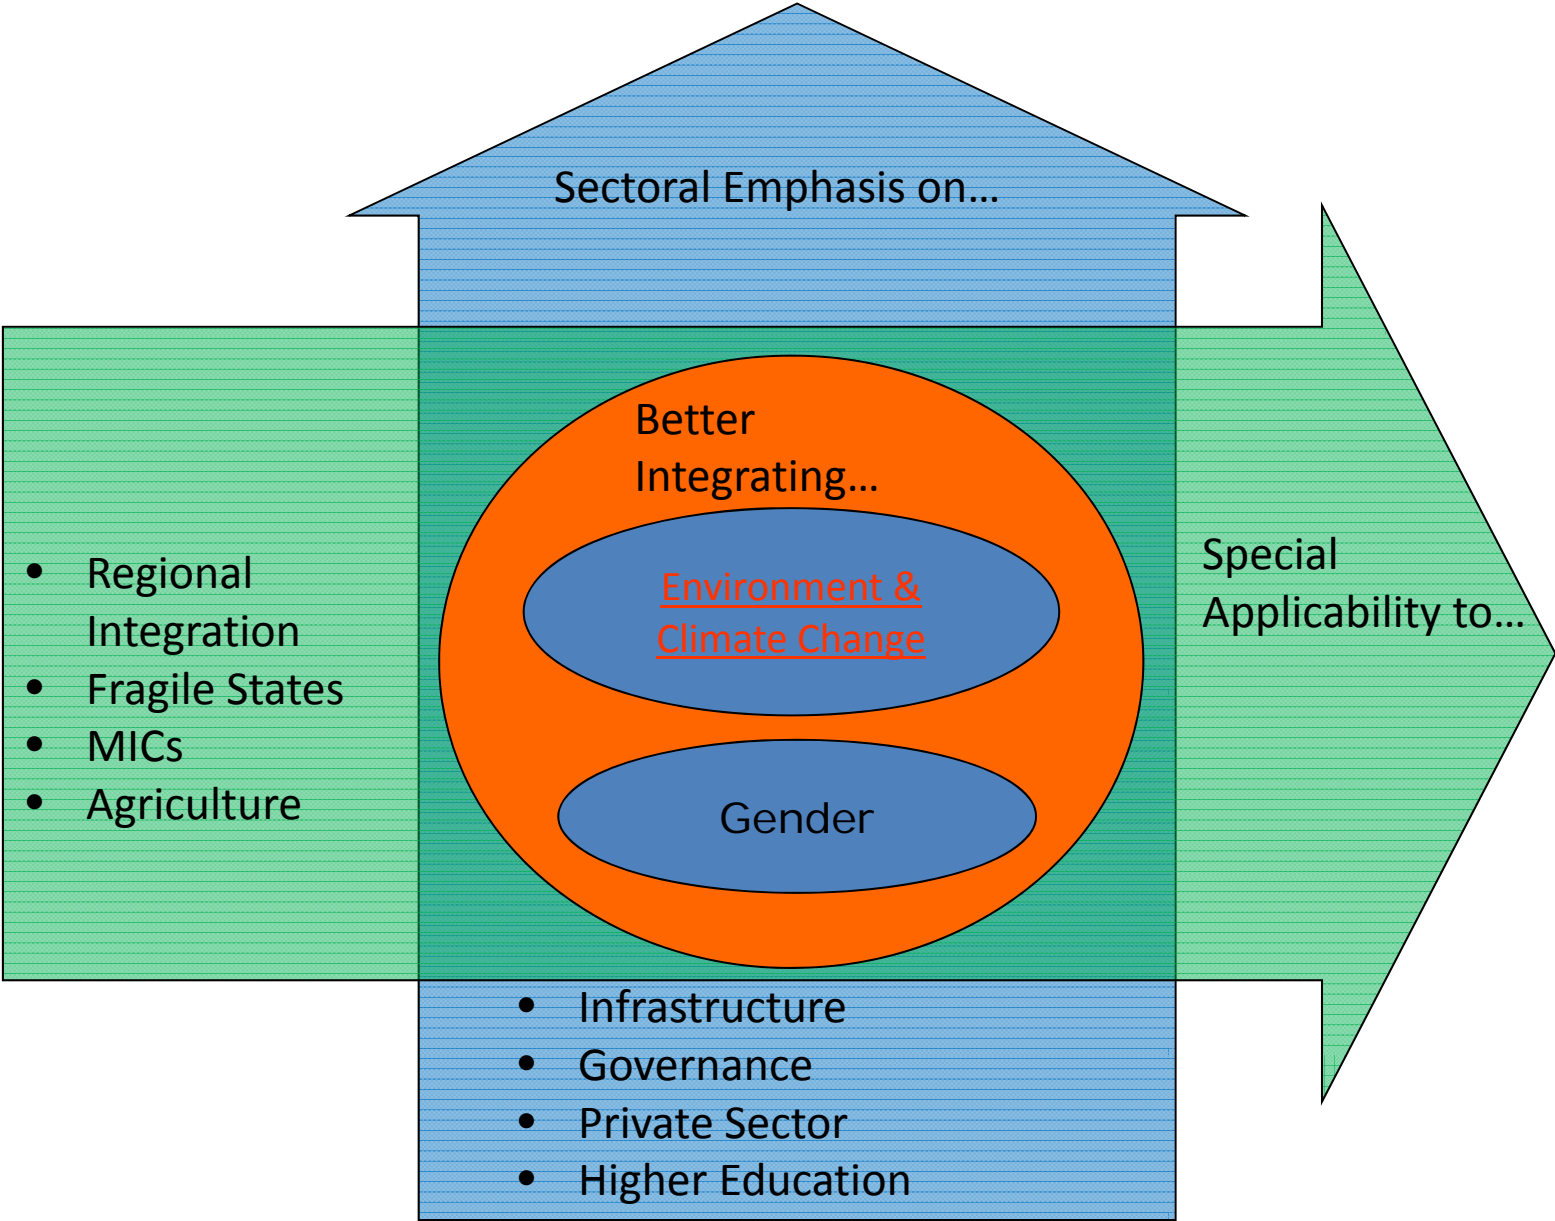 Sectoral Emphasis on…
Better
Integrating…
Environment &
Climate Change
Gender
• Regional
Integration
• Fragile States
• MICs
• Agriculture
Special
Applicability to…
• Infrastructure
• Governance
• Private Sector
• Higher Education